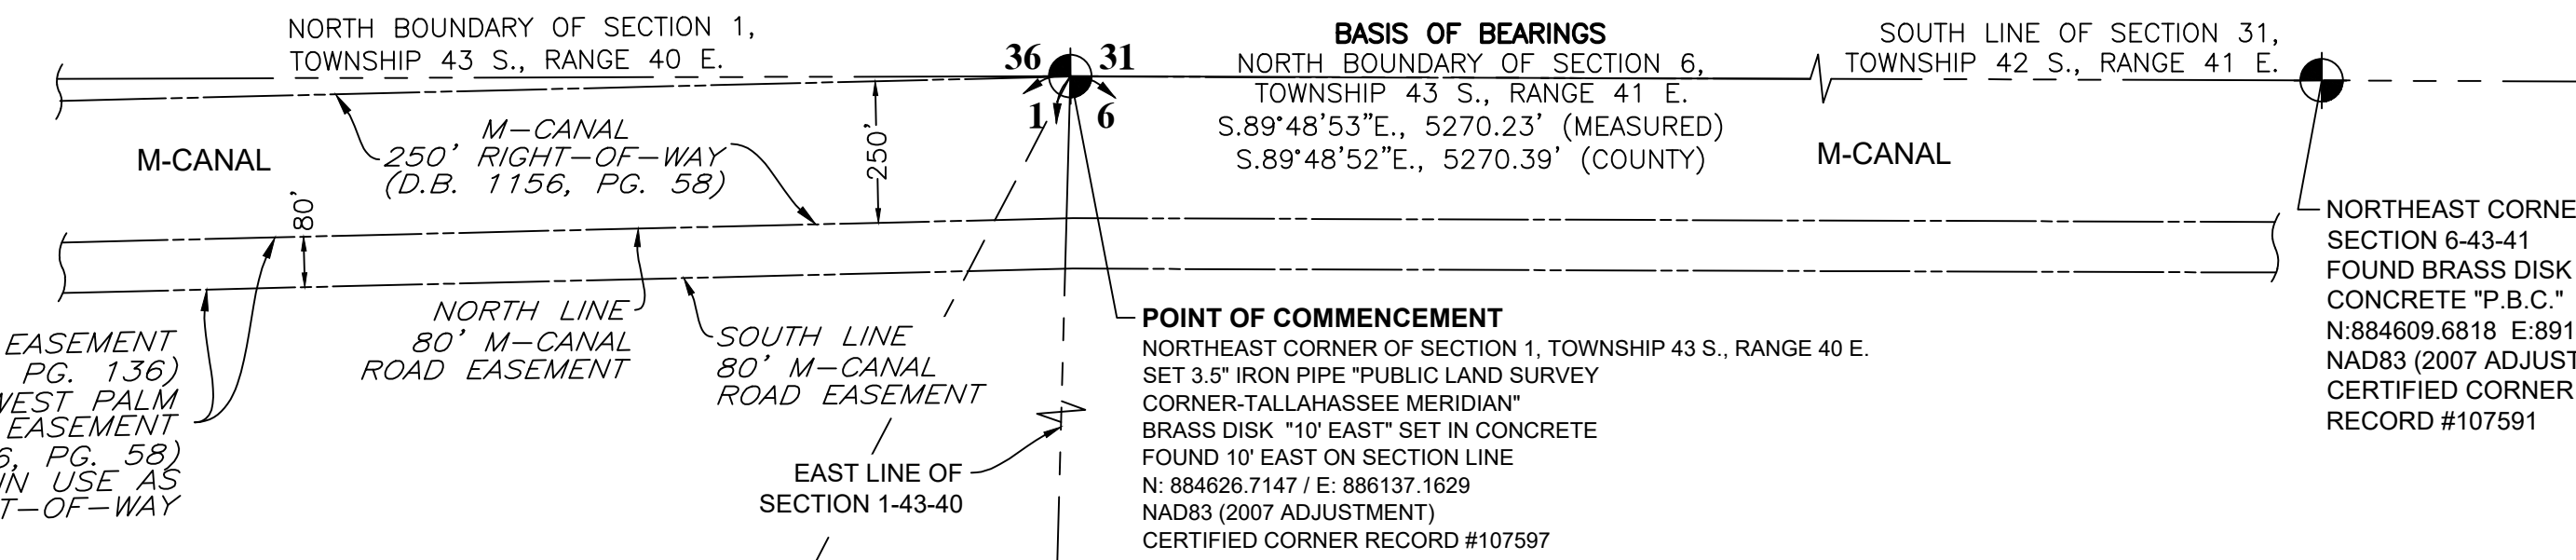 NORTH BOUNDARY OF SECTION 1,
TOWNSHIP 43 S., RANGE 40 E.
36
31
1
6
BASIS OF BEARINGS
NORTH BOUNDARY OF SECTION 6,
TOWNSHIP 43 S., RANGE 41 E.
S.89°48'53"E., 5270.23' (MEASURED)
S.89°48'52"E., 5270.39' (COUNTY)
SOUTH LINE OF SECTION 31,
TOWNSHIP 42 S., RANGE 41 E.
M-CANAL
M-CANAL
250' RIGHT-OF-WAY
(D.B. 1156, PG. 58)
250'
M-CANAL
80'
NORTH LINE
80' M-CANAL
ROAD EASEMENT
SOUTH LINE
80' M-CANAL
ROAD EASEMENT
EASEMENT
PG. 136)
WEST PALM
EASEMENT
6, PG. 58)
IN USE AS
T-OF-WAY
EAST LINE OF
SECTION 1-43-40
POINT OF COMMENCEMENT
NORTHEAST CORNER OF SECTION 1, TOWNSHIP 43 S., RANGE 40 E.
SET 3.5" IRON PIPE "PUBLIC LAND SURVEY
CORNER-TALLAHASSEE MERIDIAN"
BRASS DISK "10' EAST" SET IN CONCRETE
FOUND 10' EAST ON SECTION LINE
N: 884626.7147 / E: 886137.1629
NAD83 (2007 ADJUSTMENT)
CERTIFIED CORNER RECORD #107597
NORTHEAST CORNE
SECTION 6-43-41
FOUND BRASS DISK
CONCRETE "P.B.C."
N:884609.6818 E:891
NAD83 (2007 ADJUST
CERTIFIED CORNER
RECORD #107591